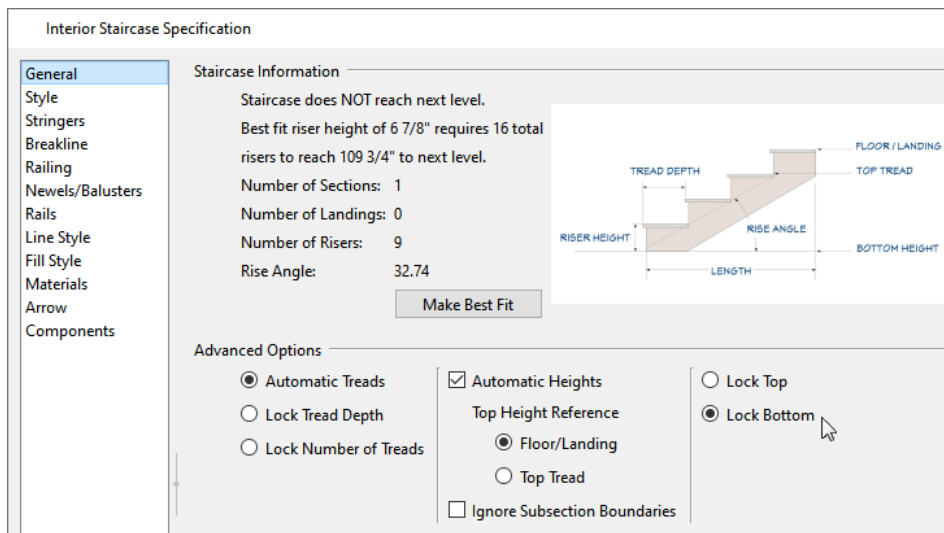 Interior Staircase Specification
General
Style
Stringers
Breakline
Railing
Newels/Balusters
Rails
Line Style
Fill Style
Materials
Arrow
Components
Staircase Information
Staircase does NOT reach next level.
Best fit riser height of 6 7/8" requires 16 total
risers to reach 109 3/4" to next level.
Number of Sections: 1
Number of Landings: 0
Number of Risers: 9
Rise Angle: 32.74
Make Best Fit
FLOOR / LANDING
TREAD DEPTH
TOP TREAD
RISER HEIGHT
RISE ANGLE
BOTTOM HEIGHT
LENGTH
Advanced Options
Automatic Treads
Lock Tread Depth
Lock Number of Treads
Automatic Heights
Top Height Reference
Floor/Landing
Top Tread
Ignore Subsection Boundaries
Lock Top
Lock Bottom